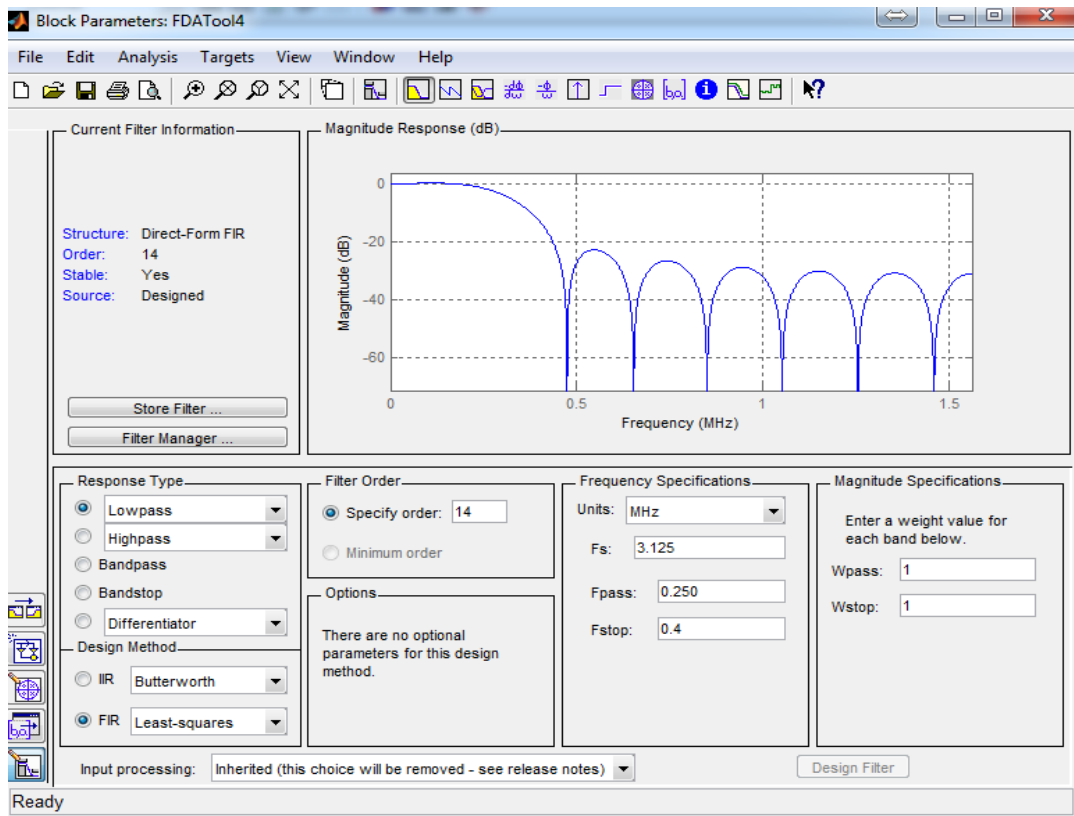 Block Parameters: FDATool4
File Edit Analysis Targets View Window Help
Current Filter Information
Structure: Direct-Form FIR
Order: 14
Stable: Yes
Source: Designed
Store Filter ...
Filter Manager ...
Magnitude Response (dB)
Magnitude (dB)
0
-20
-40
-60
0 0.5 1 1.5
Frequency (MHz)
Response Type
Lowpass
Highpass
Bandpass
Bandstop
Differentiator
Design Method
IIR Butterworth
FIR Least-squares
Filter Order
Specify order: 14
Minimum order
Options
There are no optional
parameters for this design
method.
Frequency Specifications
Units: MHz
Fs: 3.125
Fpass: 0.250
Fstop: 0.4
Magnitude Specifications
Enter a weight value for
each band below.
Wpass: 1
Wstop: 1
Input processing: Inherited (this choice will be removed - see release notes)
Design Filter
Ready